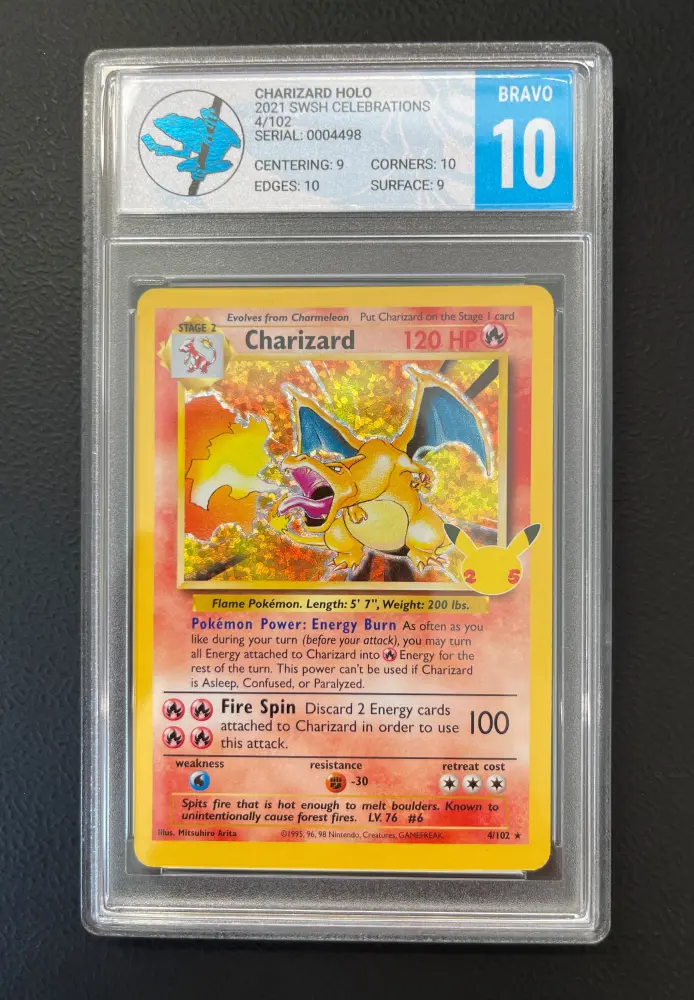 CHARIZARD HOLO
2021 SWSH CELEBRATIONS
4/102
SERIAL: 0004498
CENTERING: 9 CORNERS: 10
EDGES: 10 SURFACE: 9
BRAVO
10
Evolves from Charmeleon Put Charizard on the Stage 1 card
STAGE 2
Charizard 120 HP
25
Flame Pokémon. Length: 5' 7", Weight: 200 lbs.
Pokémon Power: Energy Burn As often as you
like during your turn (before your attack), you may turn
all Energy attached to Charizard into Energy for the
rest of the turn. This power can't be used if Charizard
is Asleep, Confused, or Paralyzed.
Fire Spin Discard 2 Energy cards
attached to Charizard in order to use 100
this attack.
weakness resistance retreat cost
-30
Spits fire that is hot enough to melt boulders. Known to
unintentionally cause forest fires. LV. 76 #6
Illus. Mitsuhiro Arita ©1995, 96, 98 Nintendo, Creatures, GAMEFREAK. 4/102 ★